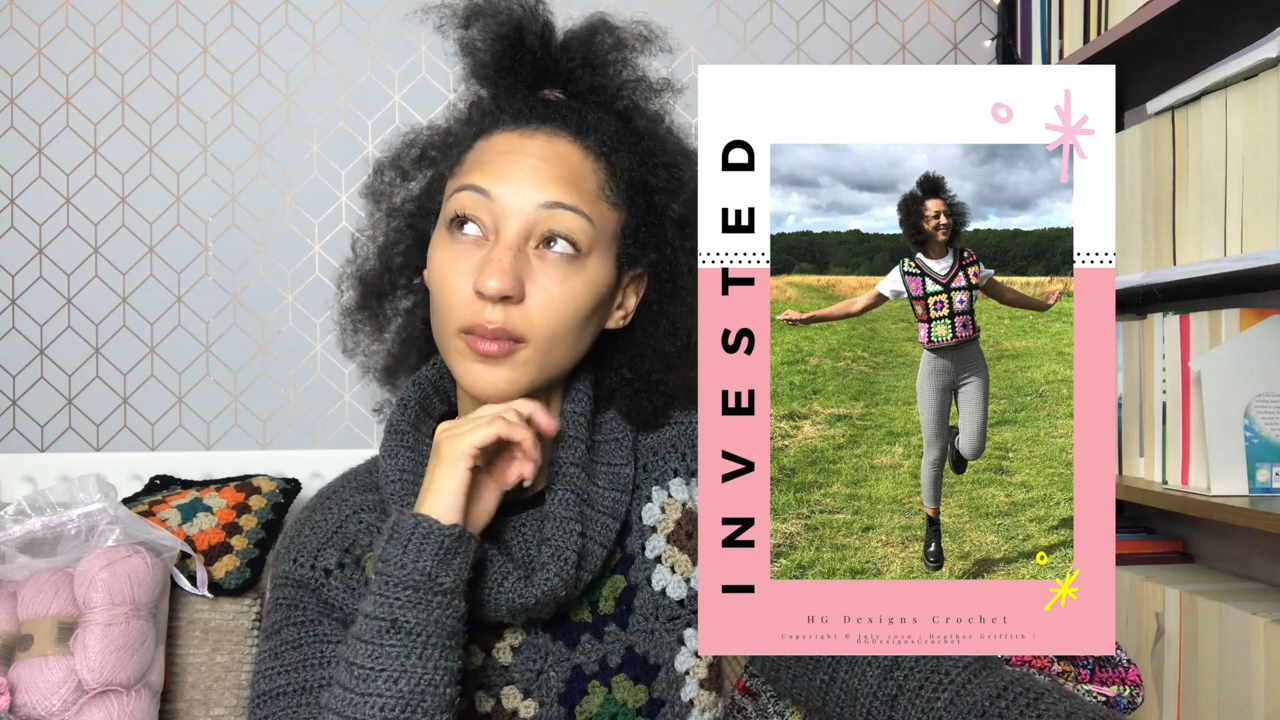 INVESTED
HG Designs Crochet
Copyright © July 2020 | Heather Griffith |
HGDesignsCrochet